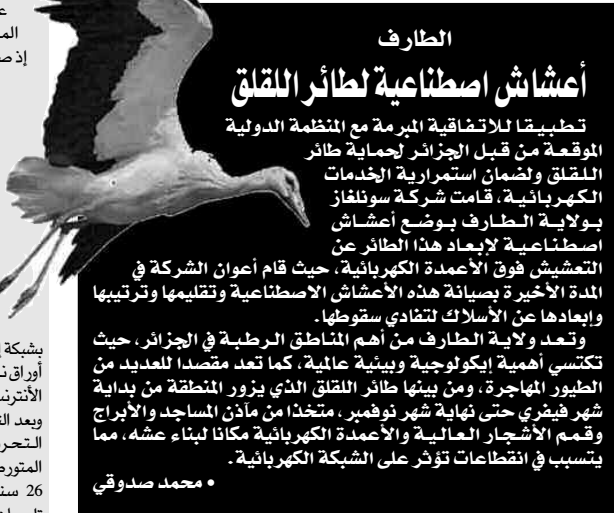 الطارف
أعشاش اصطناعية لطائر اللقلق
تطبيقا للاتفاقية المبرمة مع المنظمة الدولية
الموقعة من قبل الجزائر لحماية طائر
اللقلق ولضمان استمرارية الخدمات
الكهربائية، قامت شركة سونلغاز
بولاية الطارف بوضع أعشاش
اصطناعية لإبعاد هذا الطائر عن
التعشيش فوق الأعمدة الكهربائية، حيث قام أعوان الشركة في
المدة الأخيرة بصيانة هذه الأعشاش الاصطناعية وتقليمها وترتيبها
وإبعادها عن الأسلاك لتفادي سقوطها.
وتعد ولاية الطارف من أهم المناطق الرطبة في الجزائر، حيث
تكتسي أهمية إيكولوجية وبيئية عالمية، كما تعد مقصدا للعديد من
الطيور المهاجرة، ومن بينها طائر اللقلق الذي يزور المنطقة من بداية
شهر فيفري حتى نهاية شهر نوفمبر، متخذا من مآذن المساجد والأبراج
وقمم الأشجار العالية والأعمدة الكهربائية مكانا لبناء عشه، مما
يتسبب في انقطاعات تؤثر على الشبكة الكهربائية.
• محمد صدوقي
إذ
بشبكة
أوراق
وبعد
26